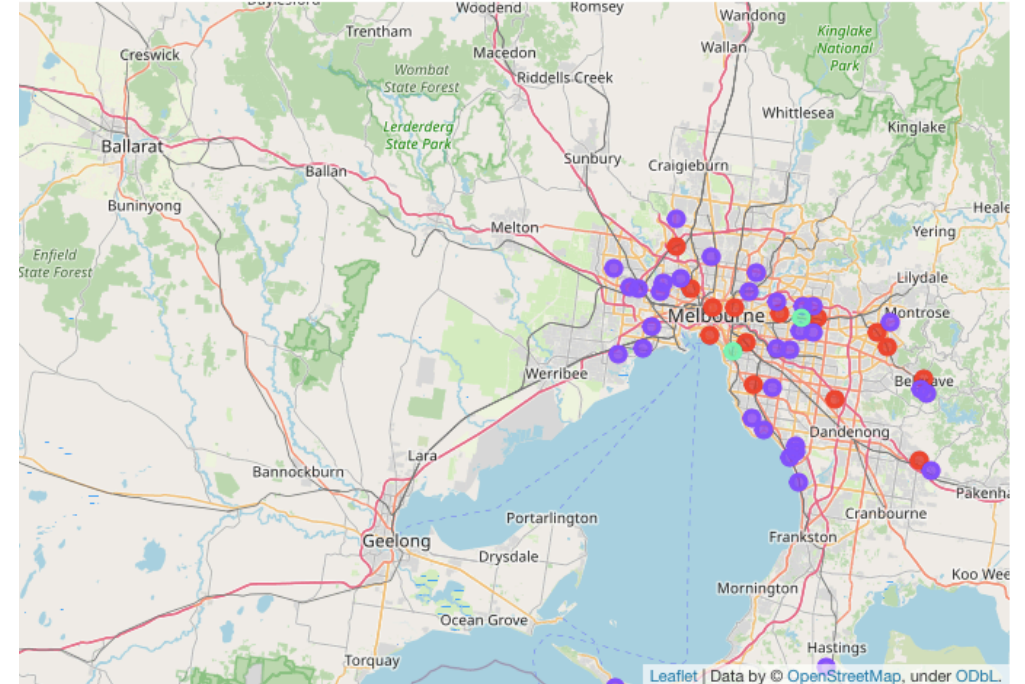 Daylesford
Woodend
Romsey
Wandong
Trentham
Creswick
Macedon
Wallan
Kinglake
National
Park
Wombat
State Forest
Riddells Creek
Whittlesea
Lerderderg
State Park
Kinglake
Ballarat
Sunbury
Craigieburn
Ballan
Buninyong
Melton
Heale
Yering
Enfield
State Forest
Lilydale
Melbourne
Montrose
Werribee
Belgrave
Dandenong
Lara
Bannockburn
Pakenha
Cranbourne
Portarlington
Geelong
Frankston
Drysdale
Koo Wee
Mornington
Ocean Grove
Hastings
Torquay
Leaflet | Data by © OpenStreetMap, under ODbL.